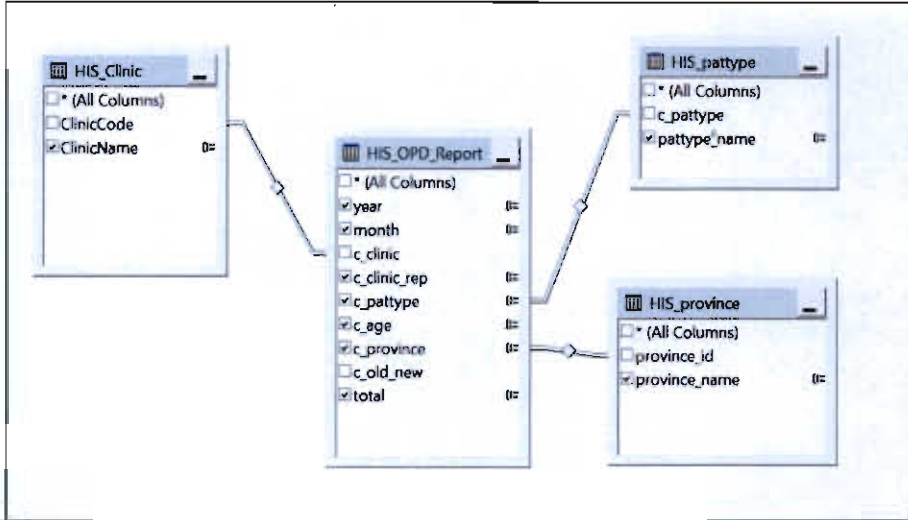 HIS_Clinic
* (All Columns)
ClinicCode
ClinicName
HIS_OPD_Report
* (All Columns)
year
month
c_clinic
c_clinic_rep
c_pattype
c_age
c_province
c_old_new
total
HIS_pattype
* (All Columns)
c_pattype
pattype_name
HIS_province
* (All Columns)
province_id
province_name